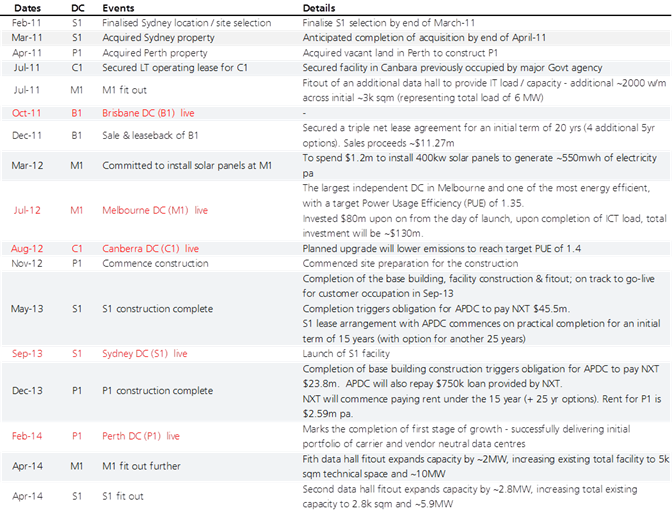 Dates DC Events Details
Feb-11 S1 Finalised Sydney location / site selection Finalise S1 selection by end of March-11
Mar-11 S1 Acquired Sydney property Anticipated completion of acquisition by end of April-11
Apr-11 P1 Acquired Perth property Acquired vacant land in Perth to construct P1
Jul-11 C1 Secured LT operating lease for C1 Secured facility in Canbara previously occupied by major Govt agency
Jul-11 M1 M1 fit out Fitout of an additional data hall to provide IT load / capacity - additional ~2000 w/m
across initial ~3k sqm (representing total load of 6 MW)
Oct-11 B1 Brisbane DC (B1) live -
Dec-11 B1 Sale & leaseback of B1 Secured a triple net lease agreement for an initial term of 20 yrs (4 additional 5yr
options). Sales proceeds ~$11.27m
Mar-12 M1 Committed to install solar panels at M1 To spend $1.2m to install 400kw solar panels to generate ~550mwh of electricity
pa
Jul-12 M1 Melbourne DC (M1) live The largest independent DC in Melbourne and one of the most energy efficient,
with a target Power Usage Efficiency (PUE) of 1.35.
Invested $80m upon on from the day of launch, upon completion of ICT load, total
investment will be ~$130m.
Aug-12 C1 Canberra DC (C1) live Planned upgrade will lower emissions to reach target PUE of 1.4
Nov-12 P1 Commence construction Commenced site preparation for the construction
May-13 S1 S1 construction complete Completion of the base building, facility construction & fitout; on track to go-live
for customer occupation in Sep-13
Completion triggers obligation for APDC to pay NXT $45.5m.
S1 lease arrangement with APDC commences on practical completion for an initial
term of 15 years (with option for another 25 years)
Sep-13 S1 Sydney DC (S1) live Launch of S1 facility
Dec-13 P1 P1 construction complete Completion of base building construction triggers obligation for APDC to pay NXT
$23.8m. APDC will also repay $750k loan provided by NXT.
NXT will commence paying rent under the 15 year (+ 25 yr options). Rent for P1 is
$2.59m pa.
Feb-14 P1 Perth DC (P1) live Marks the completion of first stage of growth - successfully delivering initial
portfolio of carrier and vendor neutral data centres
Apr-14 M1 M1 fit out further Fith data hall fitout expands capacity by ~2MW, increasing existing total facility to 5k
sqm technical space and ~10MW
Apr-14 S1 S1 fit out Second data hall fitout expands capacity by ~2.8MW, increasing total existing
capacity to 2.8k sqm and ~5.9MW